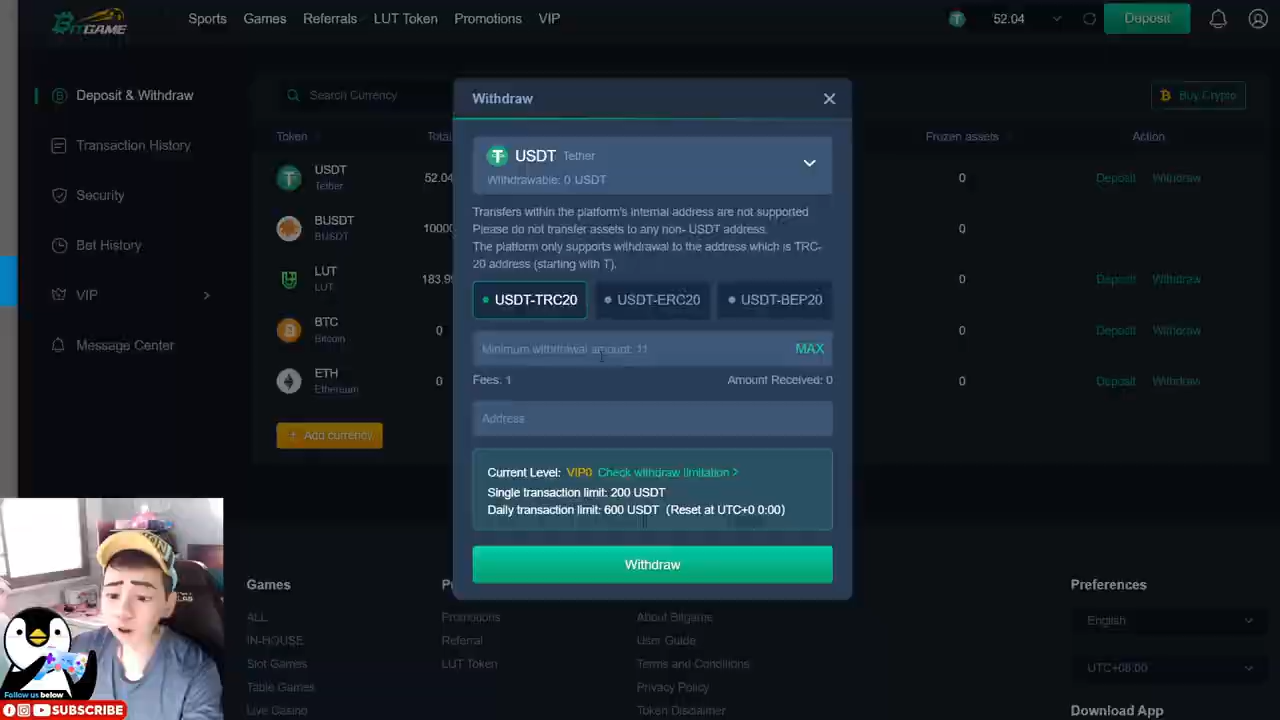 BITGAME
Sports
Games
Referrals
LUT Token
Promotions
VIP
52.04
Deposit
Deposit & Withdraw
Transaction History
Security
Bet History
VIP
Message Center
Search Currency
Buy Crypto
Token
Total
Frozen assets
Action
USDT
Tether
52.04
0
Deposit
Withdraw
BUSDT
BUSDT
10000
0
LUT
LUT
183.99
0
Deposit
Withdraw
BTC
Bitcoin
0
0
Deposit
Withdraw
ETH
Ethereum
0
0
Deposit
Withdraw
+ Add currency
Withdraw
USDT Tether
Withdrawable: 0 USDT
Transfers within the platform's internal address are not supported
Please do not transfer assets to any non- USDT address.
The platform only supports withdrawal to the address which is TRC-
20 address (starting with T).
USDT-TRC20
USDT-ERC20
USDT-BEP20
Minimum withdrawal amount: 11
MAX
Fees: 1
Amount Received: 0
Address
Current Level: VIP0 Check withdraw limitation >
Single transaction limit: 200 USDT
Daily transaction limit: 600 USDT (Reset at UTC+0 0:00)
Withdraw
Games
ALL
IN-HOUSE
Slot Games
Table Games
Live Casino
Promotions
Referral
LUT Token
About Bitgame
User Guide
Terms and Conditions
Privacy Policy
Token Disclaimer
Preferences
English
UTC+08:00
Download App
Follow us below
SUBSCRIBE